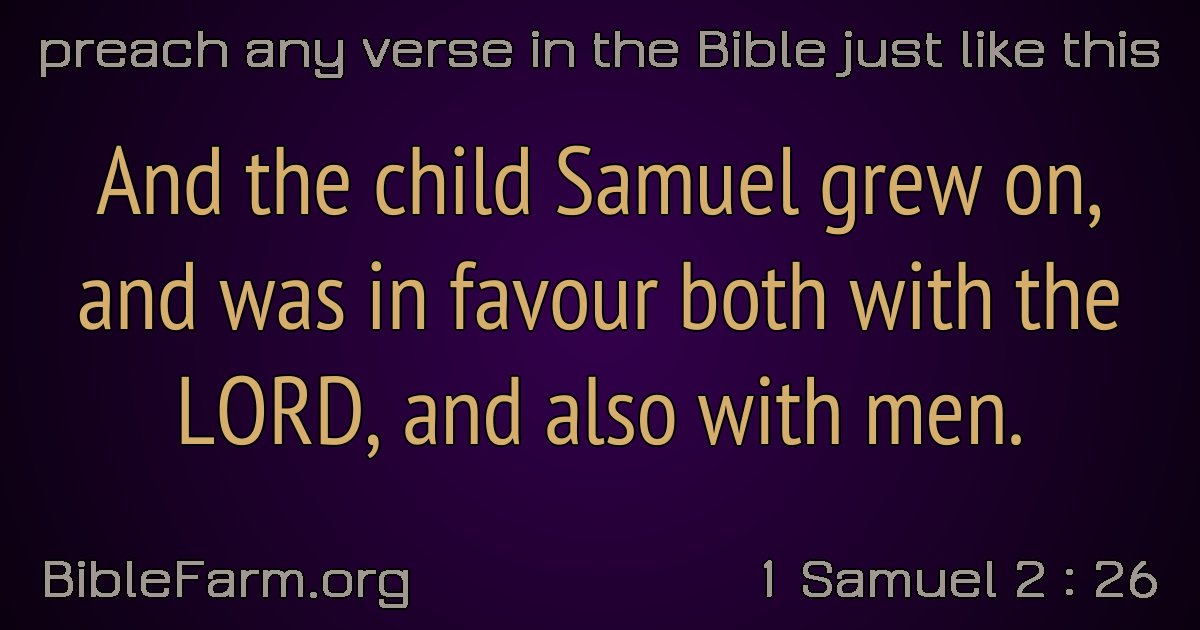 preach any verse in the Bible just like this
And the child Samuel grew on,
and was in favour both with the
LORD, and also with men.
BibleFarm.org
1 Samuel 2 : 26